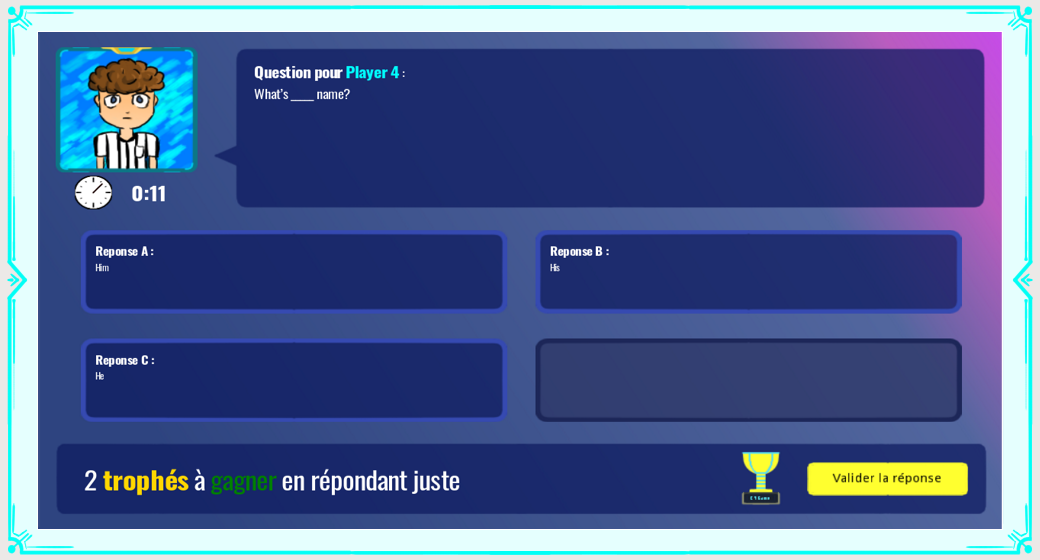 Question pour Player 4 :
What's ____ name?
0:11
Reponse A :
Him
Reponse B :
His
Reponse C :
He
2 trophés à gagner en répondant juste
Valider la réponse